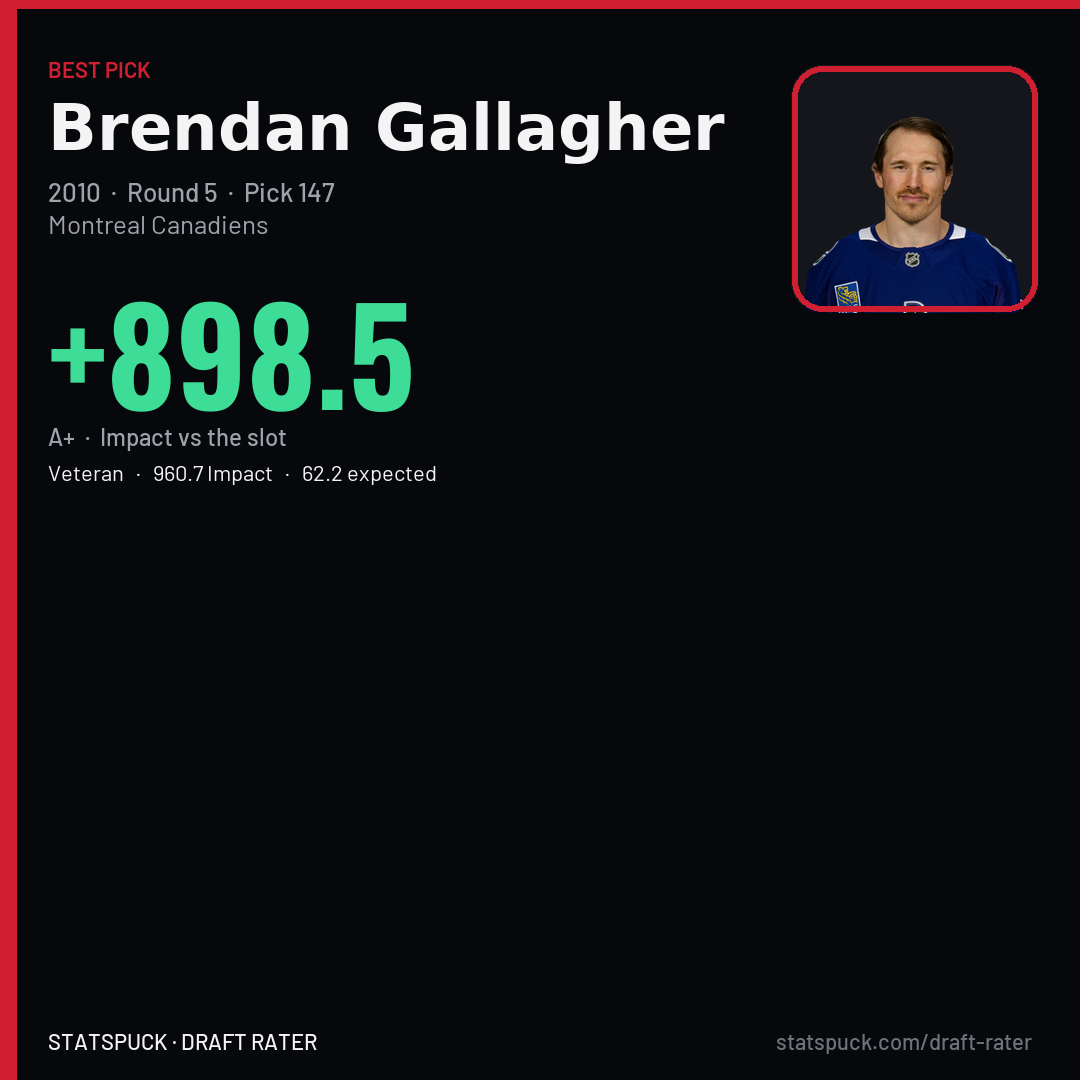 BEST PICK
Brendan Gallagher
2010 · Round 5 · Pick 147
Montreal Canadiens
+898.5
A+ · Impact vs the slot
Veteran · 960.7 Impact · 62.2 expected
STATSPUCK · DRAFT RATER
statspuck.com/draft-rater